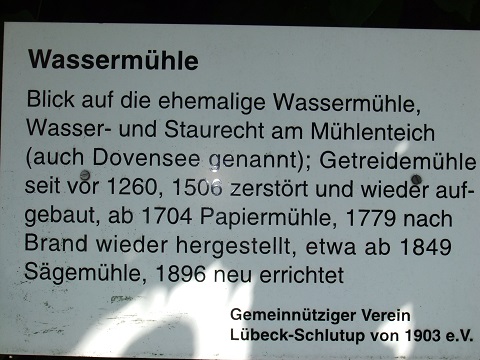 Wassermühle
Blick auf die ehemalige Wassermühle,
Wasser- und Staurecht am Mühlenteich
(auch Dovensee genannt); Getreidemühle
seit vor 1260, 1506 zerstört und wieder auf-
gebaut, ab 1704 Papiermühle, 1779 nach
Brand wieder hergestellt, etwa ab 1849
Sägemühle, 1896 neu errichtet
Gemeinnütziger Verein
Lübeck-Schlutup von 1903 e.V.